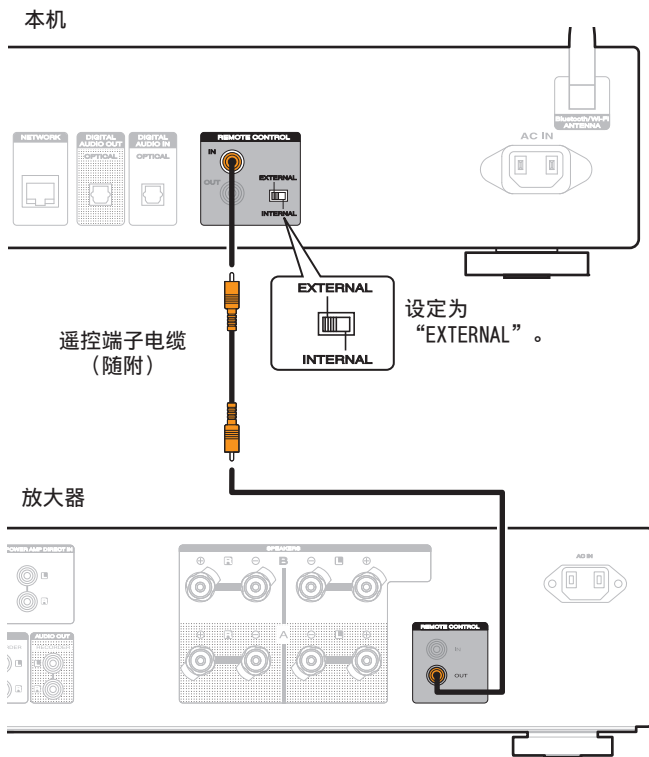 本机
Bluetooth/Wi-Fi
ANTENNA
NETWORK
DIGITAL
AUDIO OUT
OPTICAL
DIGITAL
AUDIO IN
OPTICAL
REMOTE CONTROL
IN
OUT
EXTERNAL
INTERNAL
AC IN
EXTERNAL
INTERNAL
设定为
“EXTERNAL”。
遥控端子电缆
（随附）
放大器
POWER AMP DIRECT IN
L
R
AUDIO OUT
RECORDER
L
R
SPEAKERS
R
B
L
R
A
L
REMOTE CONTROL
IN
OUT
AC IN